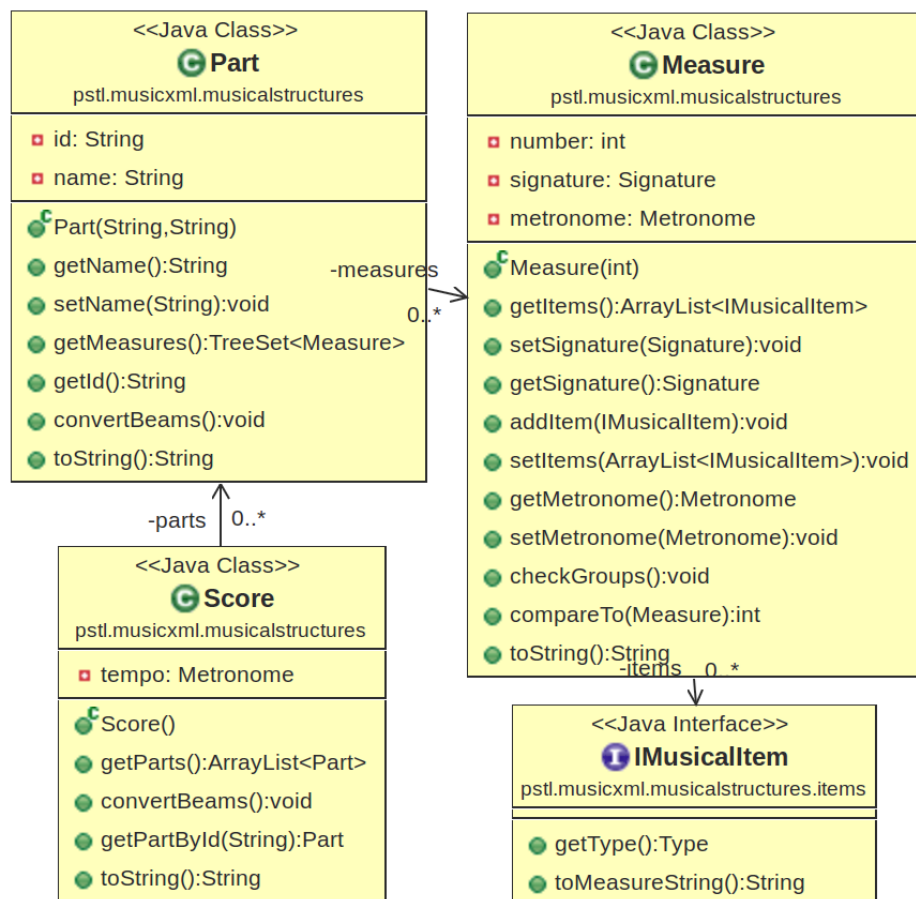 <<Java Class>>
Part
pstl.musicxml.musicalstructures
id: String
name: String
Part(String,String)
getName():String
setName(String):void
getMeasures():TreeSet<Measure>
getId():String
convertBeams():void
toString():String
-measures
0..*
<<Java Class>>
Measure
pstl.musicxml.musicalstructures
number: int
signature: Signature
metronome: Metronome
Measure(int)
getItems():ArrayList<IMusicalItem>
setSignature(Signature):void
getSignature():Signature
addItem(IMusicalItem):void
setItems(ArrayList<IMusicalItem>):void
getMetronome():Metronome
setMetronome(Metronome):void
checkGroups():void
compareTo(Measure):int
toString():String
-parts 0..*
<<Java Class>>
Score
pstl.musicxml.musicalstructures
tempo: Metronome
Score()
getParts():ArrayList<Part>
convertBeams():void
getPartById(String):Part
toString():String
-items 0..*
<<Java Interface>>
IMusicalItem
pstl.musicxml.musicalstructures.items
getType():Type
toMeasureString():String